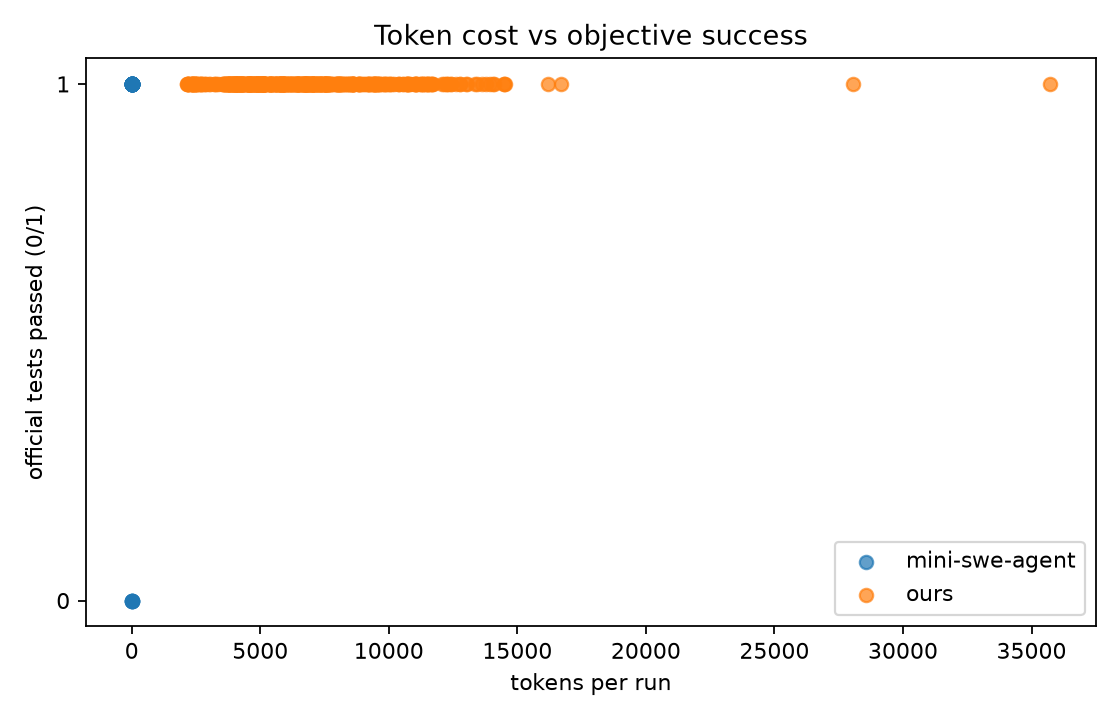 Token cost vs objective success
official tests passed (0/1)
1
0
mini-swe-agent
ours
0 5000 10000 15000 20000 25000 30000 35000
tokens per run